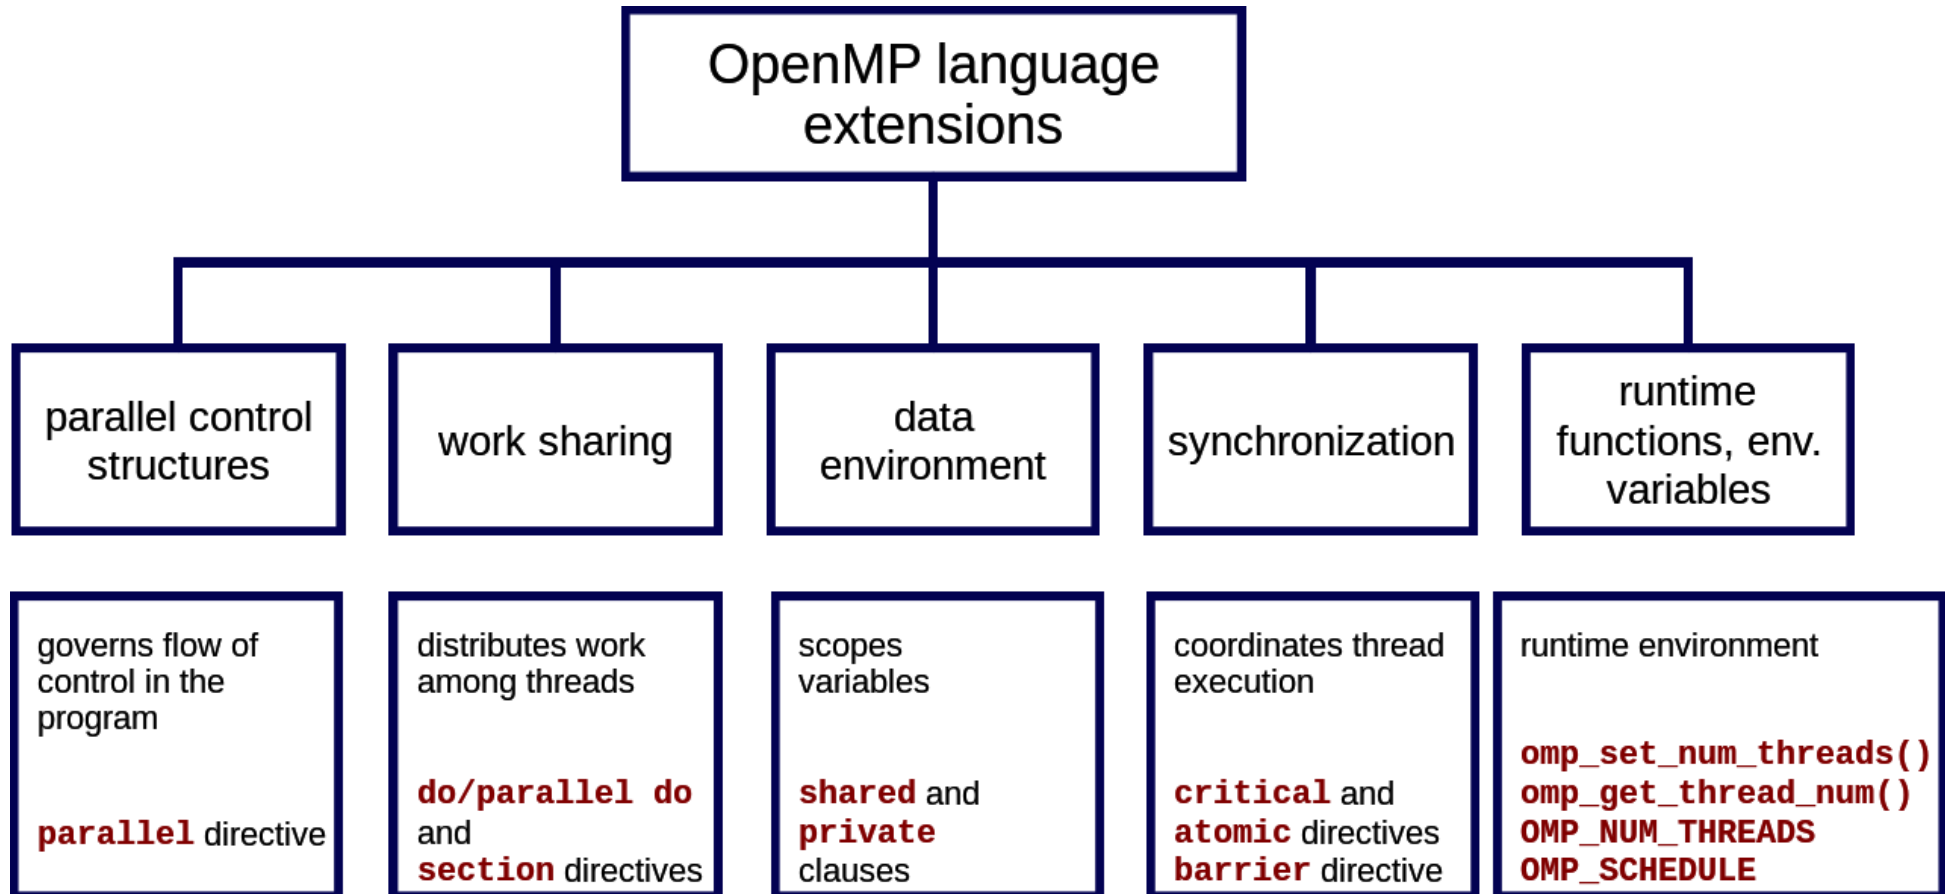 OpenMP language
extensions
parallel control
structures
work sharing
data
environment
synchronization
runtime
functions, env.
variables
governs flow of
control in the
program
parallel directive
distributes work
among threads
do/parallel do
and
section directives
scopes
variables
shared and
private
clauses
coordinates thread
execution
critical and
atomic directives
barrier directive
runtime environment
omp_set_num_threads()
omp_get_thread_num()
OMP_NUM_THREADS
OMP_SCHEDULE